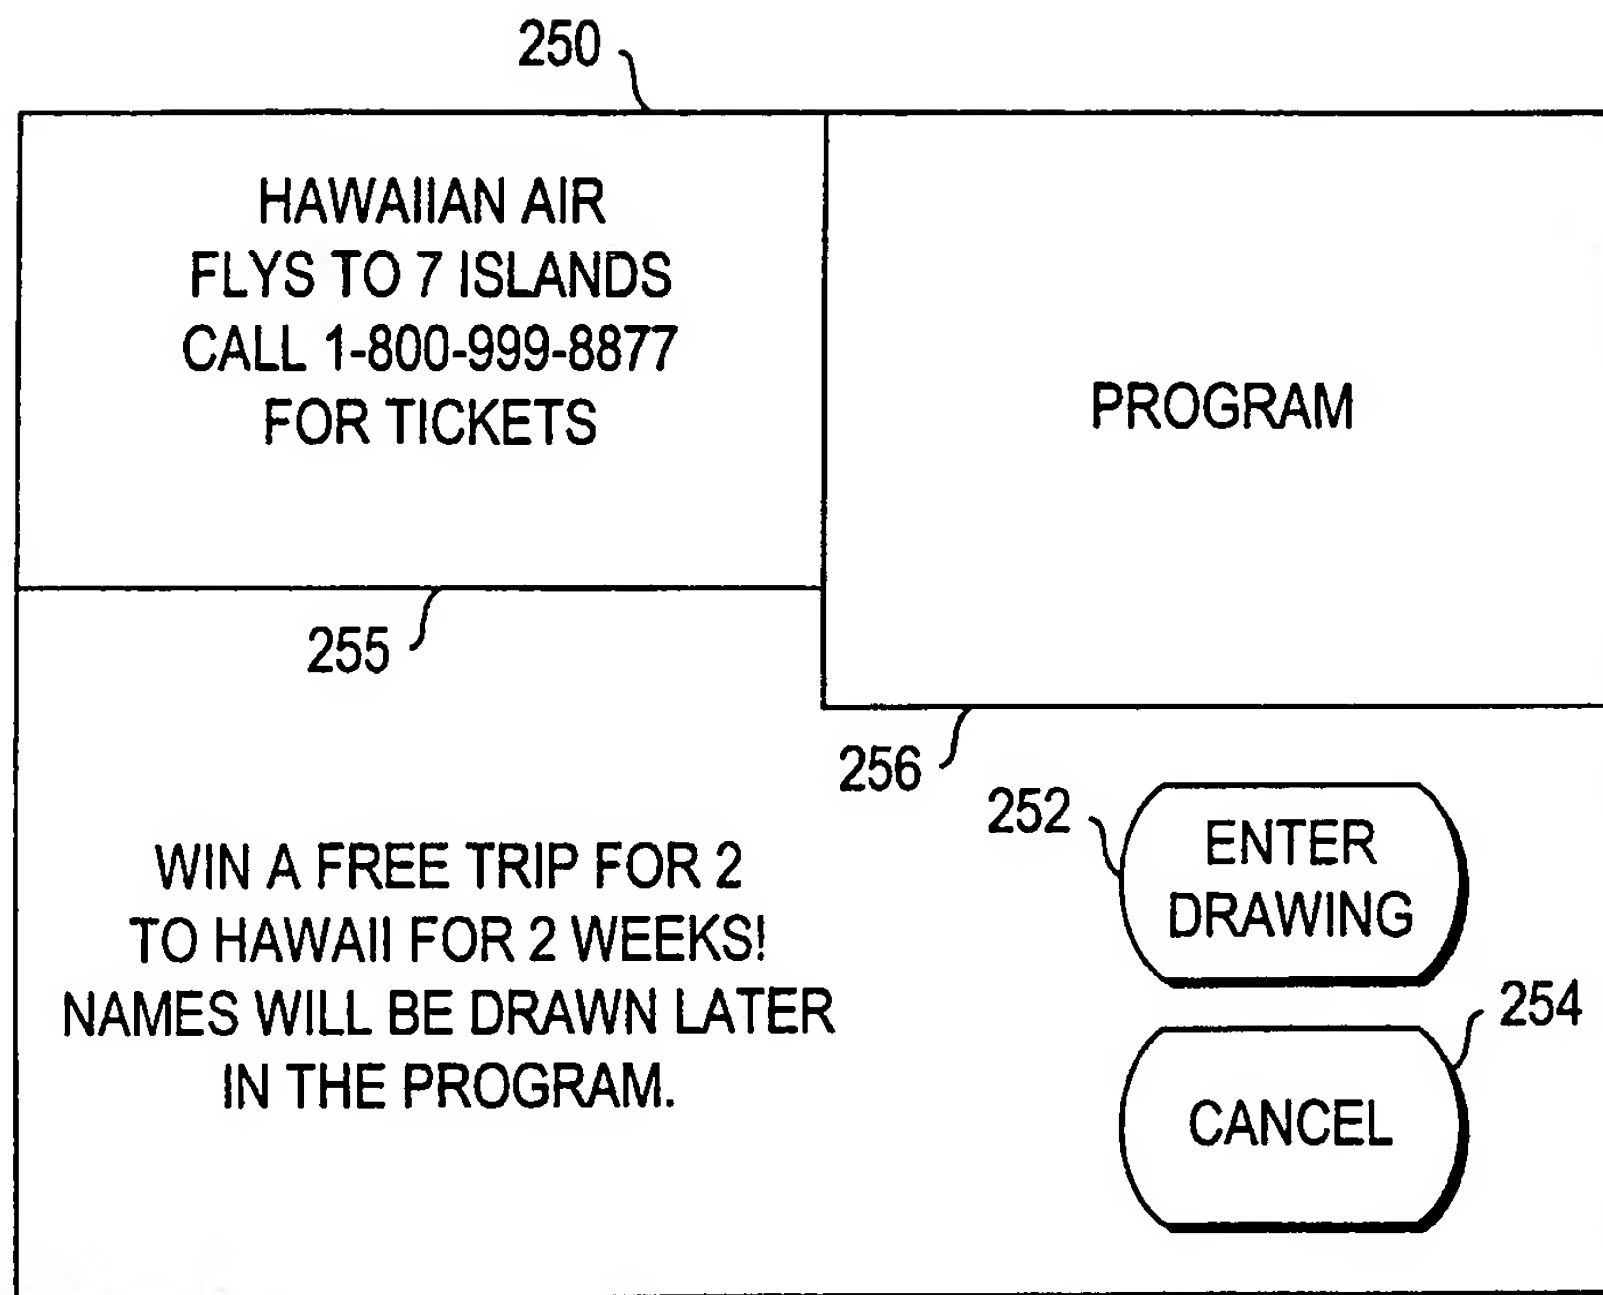 250
HAWAIIAN AIR
FLYS TO 7 ISLANDS
CALL 1-800-999-8877
FOR TICKETS
PROGRAM
255
256
252
ENTER
DRAWING
WIN A FREE TRIP FOR 2
TO HAWAII FOR 2 WEEKS!
NAMES WILL BE DRAWN LATER
IN THE PROGRAM.
254
CANCEL